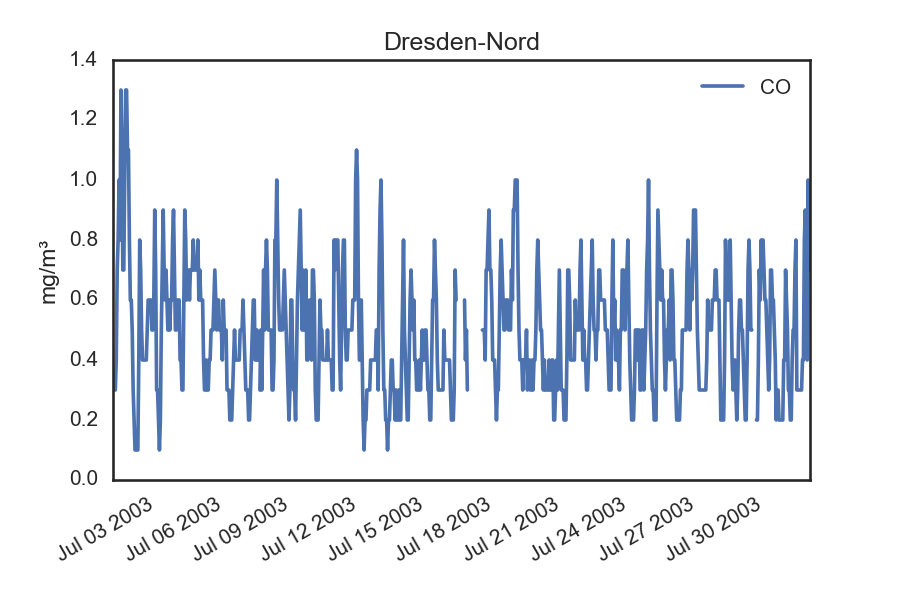 Dresden-Nord
CO
mg/m³
1.4
1.2
1.0
0.8
0.6
0.4
0.2
0.0
Jul 03 2003
Jul 06 2003
Jul 09 2003
Jul 12 2003
Jul 15 2003
Jul 18 2003
Jul 21 2003
Jul 24 2003
Jul 27 2003
Jul 30 2003